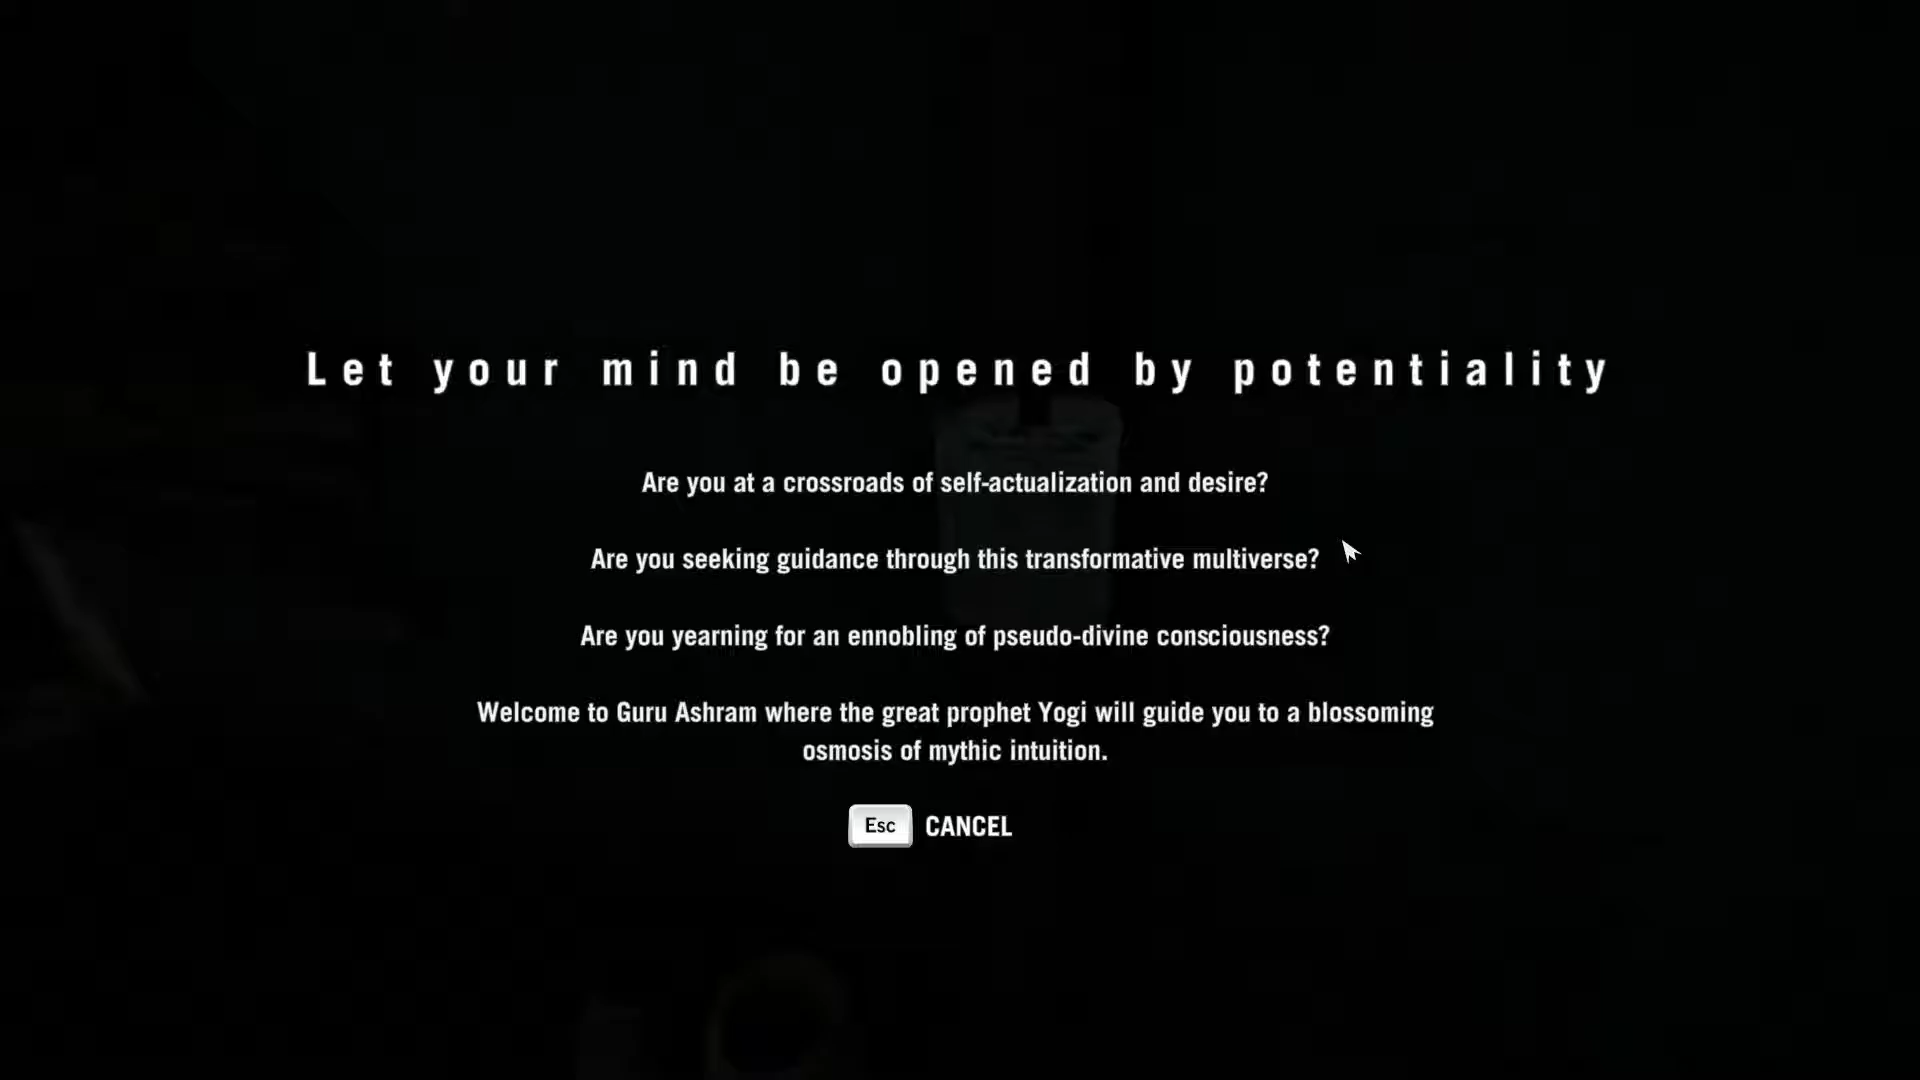 Let your mind be opened by potentiality
Are you at a crossroads of self-actualization and desire?
Are you seeking guidance through this transformative multiverse?
Are you yearning for an ennobling of pseudo-divine consciousness?
Welcome to Guru Ashram where the great prophet Yogi will guide you to a blossoming
osmosis of mythic intuition.
Esc CANCEL